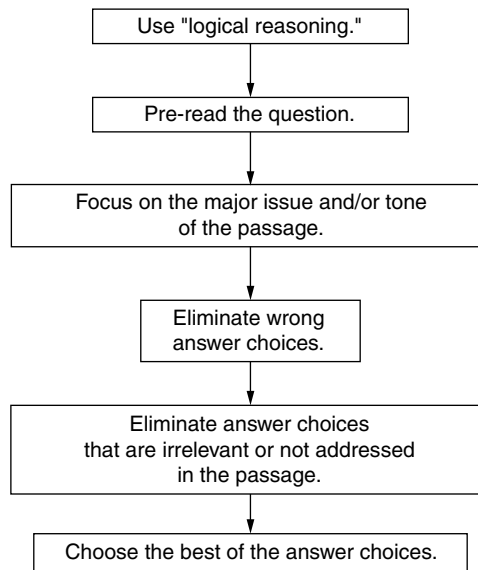 Use "logical reasoning."
Pre-read the question.
Focus on the major issue and/or tone
of the passage.
Eliminate wrong
answer choices.
Eliminate answer choices
that are irrelevant or not addressed
in the passage.
Choose the best of the answer choices.